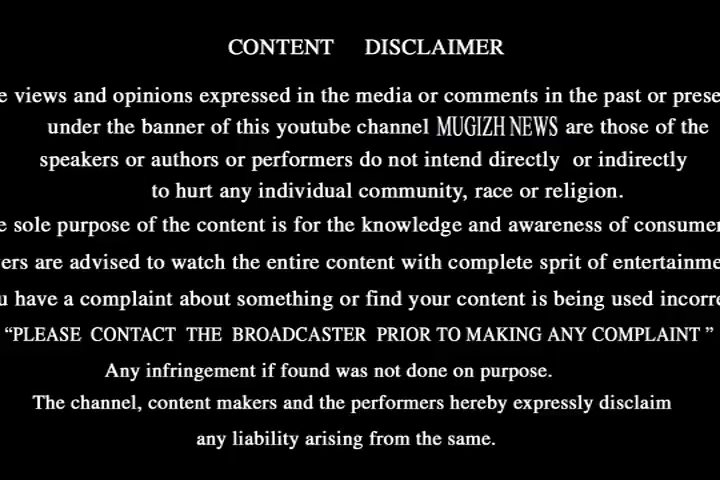 CONTENT DISCLAIMER
e views and opinions expressed in the media or comments in the past or prese
under the banner of this youtube channel MUGIZH NEWS are those of the
speakers or authors or performers do not intend directly or indirectly
to hurt any individual community, race or religion.
e sole purpose of the content is for the knowledge and awareness of consumer
ers are advised to watch the entire content with complete sprit of entertainme
u have a complaint about something or find your content is being used incorre
“PLEASE CONTACT THE BROADCASTER PRIOR TO MAKING ANY COMPLAINT”
Any infringement if found was not done on purpose.
The channel, content makers and the performers hereby expressly disclaim
any liability arising from the same.